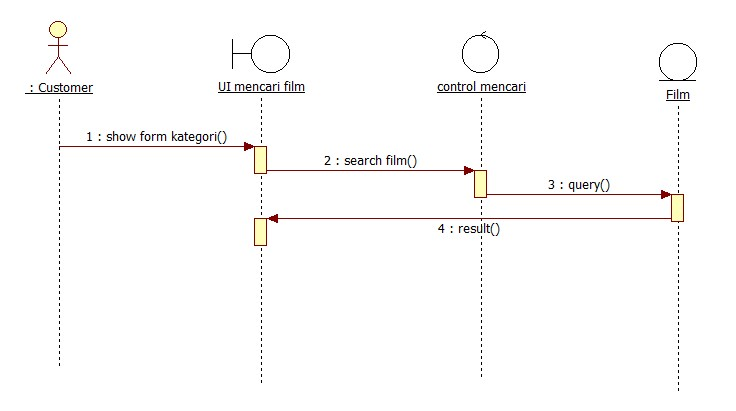 : Customer
UI mencari film
control mencari
Film
1 : show form kategori()
2 : search film()
3 : query()
4 : result()